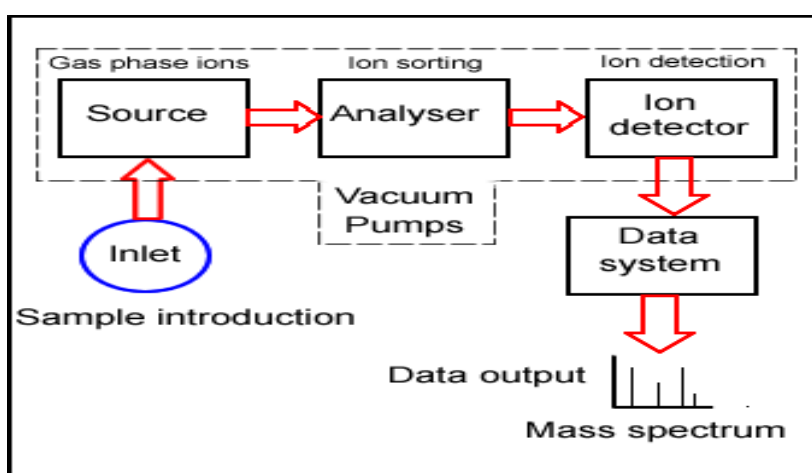 Gas phase ions
Ion sorting
Ion detection
Source
Analyser
Ion
detector
Vacuum
Pumps
Inlet
Data
system
Sample introduction
Data output
Mass spectrum